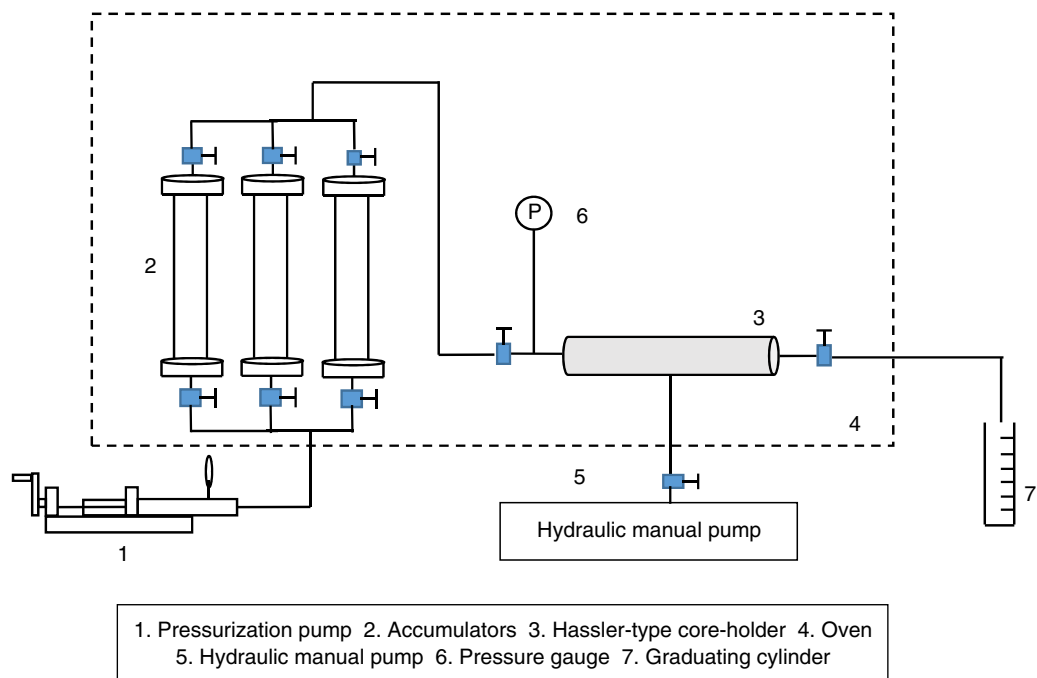 P
6
2
3
4
5
7
Hydraulic manual pump
1
1. Pressurization pump 2. Accumulators 3. Hassler-type core-holder 4. Oven
5. Hydraulic manual pump 6. Pressure gauge 7. Graduating cylinder